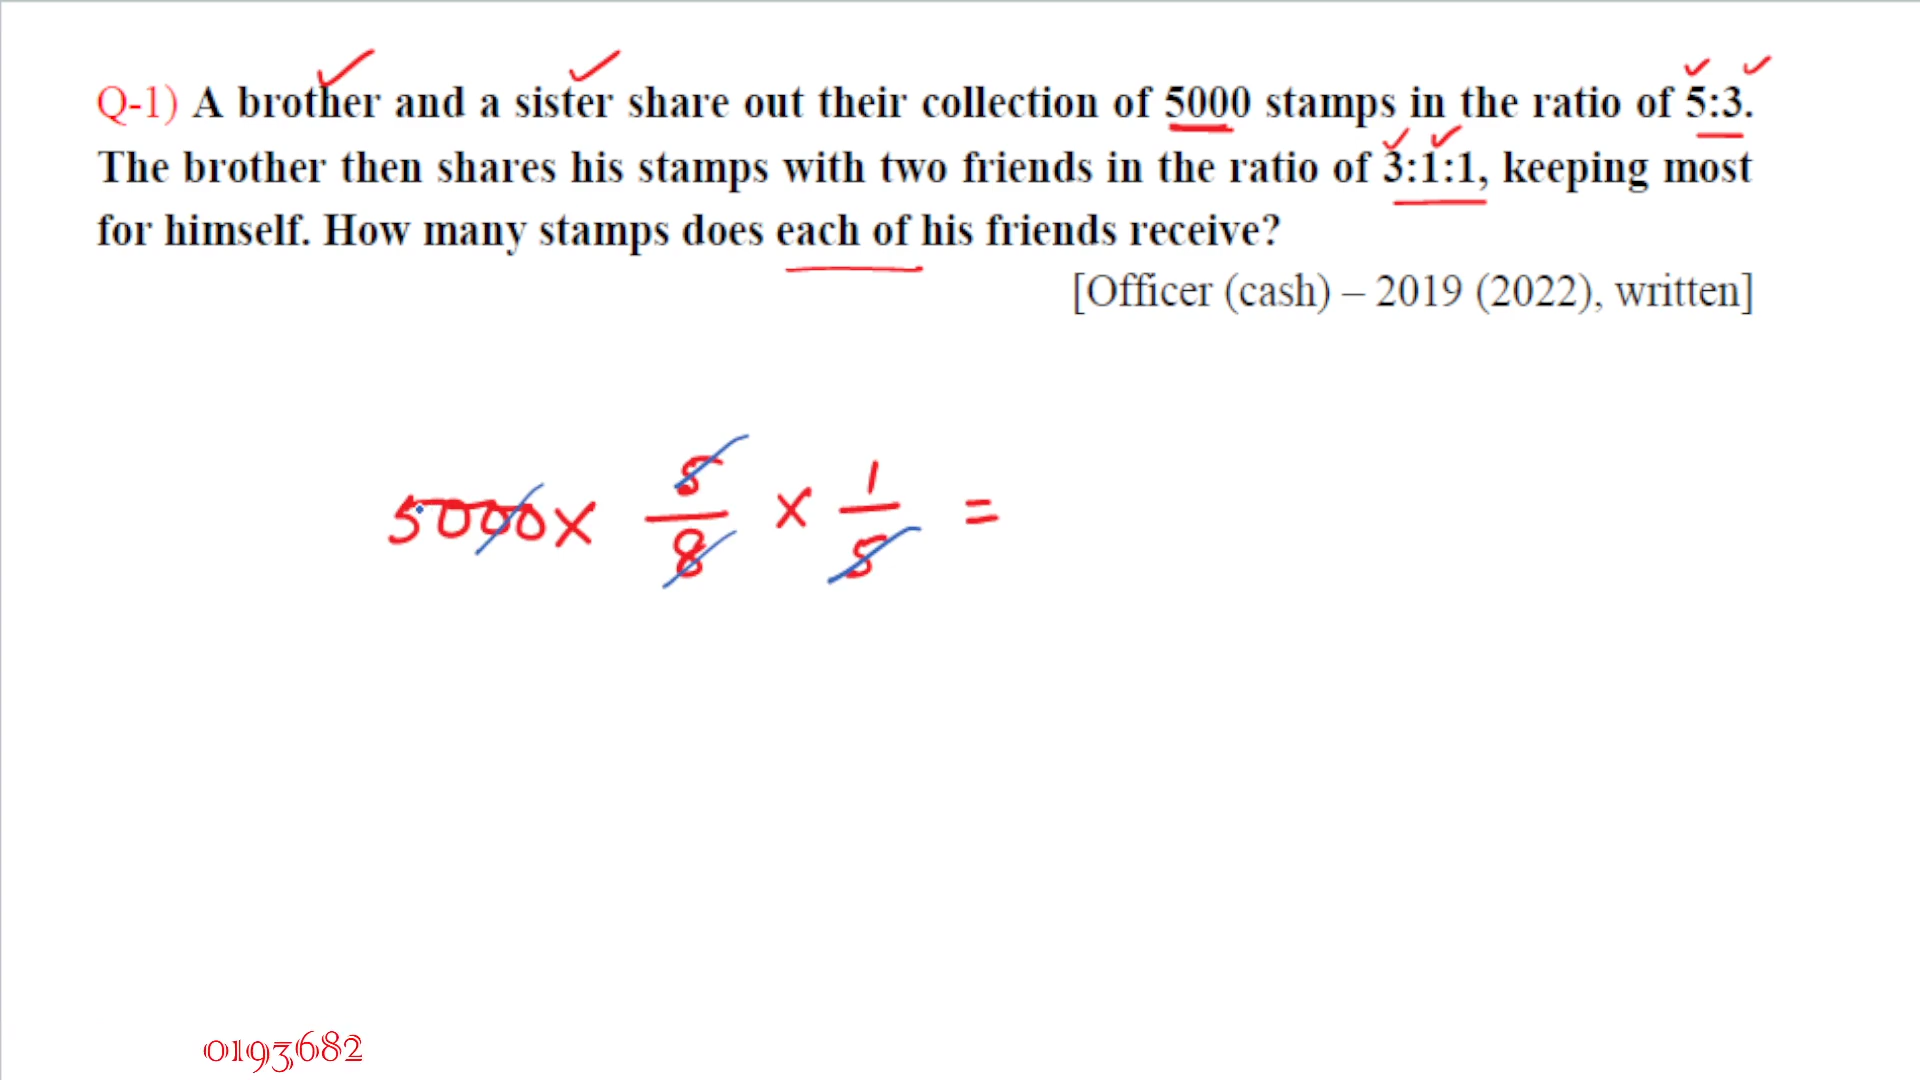 Q-1) A brother and a sister share out their collection of 5000 stamps in the ratio of 5:3.
The brother then shares his stamps with two friends in the ratio of 3:1:1, keeping most
for himself. How many stamps does each of his friends receive?
[Officer (cash) – 2019 (2022), written]
5000 x 5/8 x 1/5 =
0193682